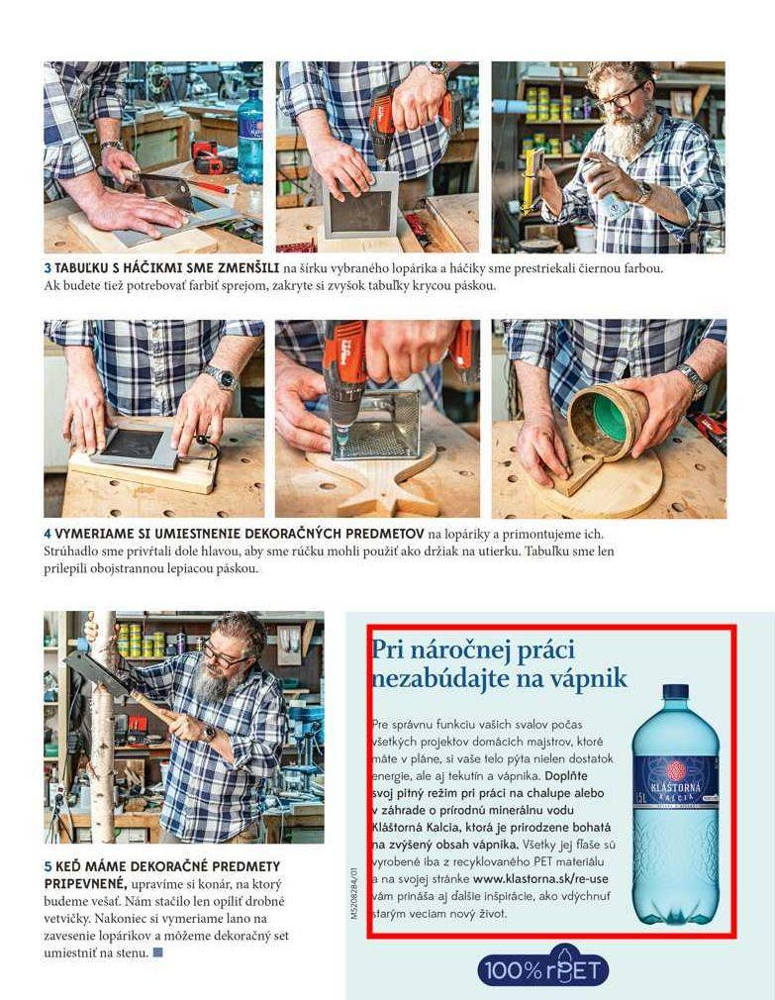 3 TABUĽKU S HÁČIKMI SME ZMENŠILI na šírku vybraného lopárika a háčiky sme prestriekali čiernou farbou.
Ak budete tiež potrebovať farbiť sprejom, zakryte si zvyšok tabuľky krycou páskou.
4 VYMERIAME SI UMIESTNENIE DEKORAČNÝCH PREDMETOV na lopáriky a primontujeme ich.
Strúhadlo sme privŕtali dole hlavou, aby sme rúčku mohli použiť ako držiak na utierku. Tabuľku sme len
prilepili obojstrannou lepiacou páskou.
5 KEĎ MÁME DEKORAČNÉ PREDMETY
PRIPEVNENÉ, upravíme si konár, na ktorý
budeme vešať. Nám stačilo len opíliť drobné
vetvičky. Nakoniec si vymeriame lano na
zavesenie lopárikov a môžeme dekoračný set
umiestniť na stenu.
MS208284/01
Pri náročnej práci
nezabúdajte na vápnik
Pre správnu funkciu vašich svalov počas
všetkých projektov domácich majstrov, ktoré
máte v pláne, si vaše telo pýta nielen dostatok
energie, ale aj tekutín a vápnika. Doplňte
svoj pitný režim pri práci na chalupe alebo
v záhrade o prírodnú minerálnu vodu
Kláštorná Kalcia, ktorá je prirodzene bohatá
na zvýšený obsah vápnika. Všetky jej fľaše sú
vyrobené iba z recyklovaného PET materiálu
a na svojej stránke www.klastorna.sk/re-use
vám prináša aj ďalšie inšpirácie, ako vdýchnuť
starým veciam nový život.
KLÁŠTORNÁ
KALCIA
1,5L
100% rPET